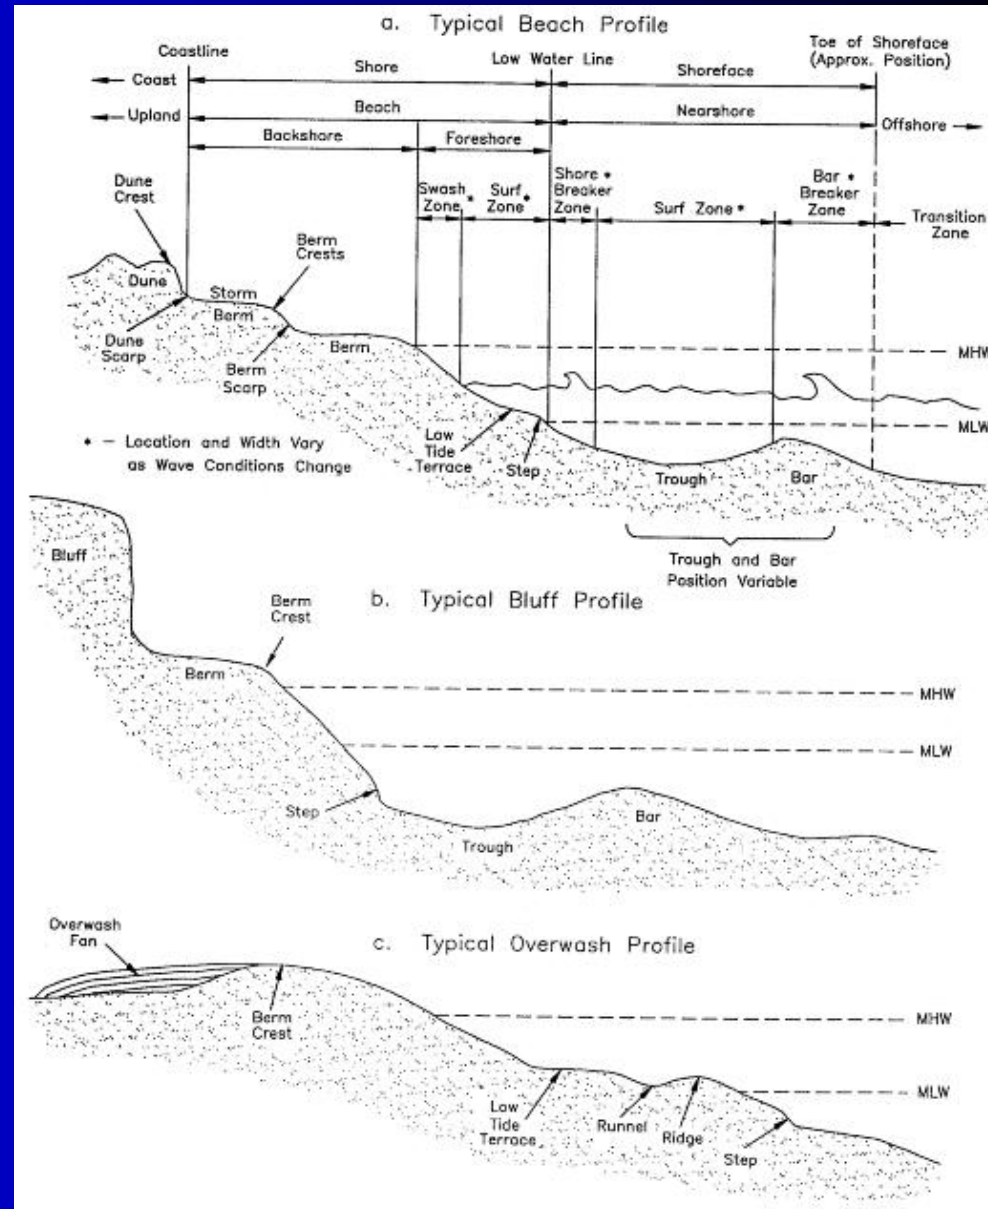 a. Typical Beach Profile
Coastline
Low Water Line
Toe of Shoreface
(Approx. Position)
Coast
Shore
Shoreface
Upland
Beach
Nearshore
Offshore
Backshore
Foreshore
Dune
Crest
Swash
Zone *
Surf
Zone *
Shore *
Breaker
Zone
Surf Zone *
Bar *
Breaker
Zone
Transition
Zone
Berm
Crests
Dune
Storm
Berm
Dune
Scarp
Berm
Scarp
Berm
MHW
MLW
* - Location and Width Vary
as Wave Conditions Change
Low
Tide
Terrace
Step
Trough
Bar
Trough and Bar
Position Variable
b. Typical Bluff Profile
Bluff
Berm
Crest
Berm
MHW
MLW
Step
Trough
Bar
c. Typical Overwash Profile
Overwash
Fan
Berm
Crest
MHW
MLW
Low
Tide
Terrace
Runnel
Ridge
Step